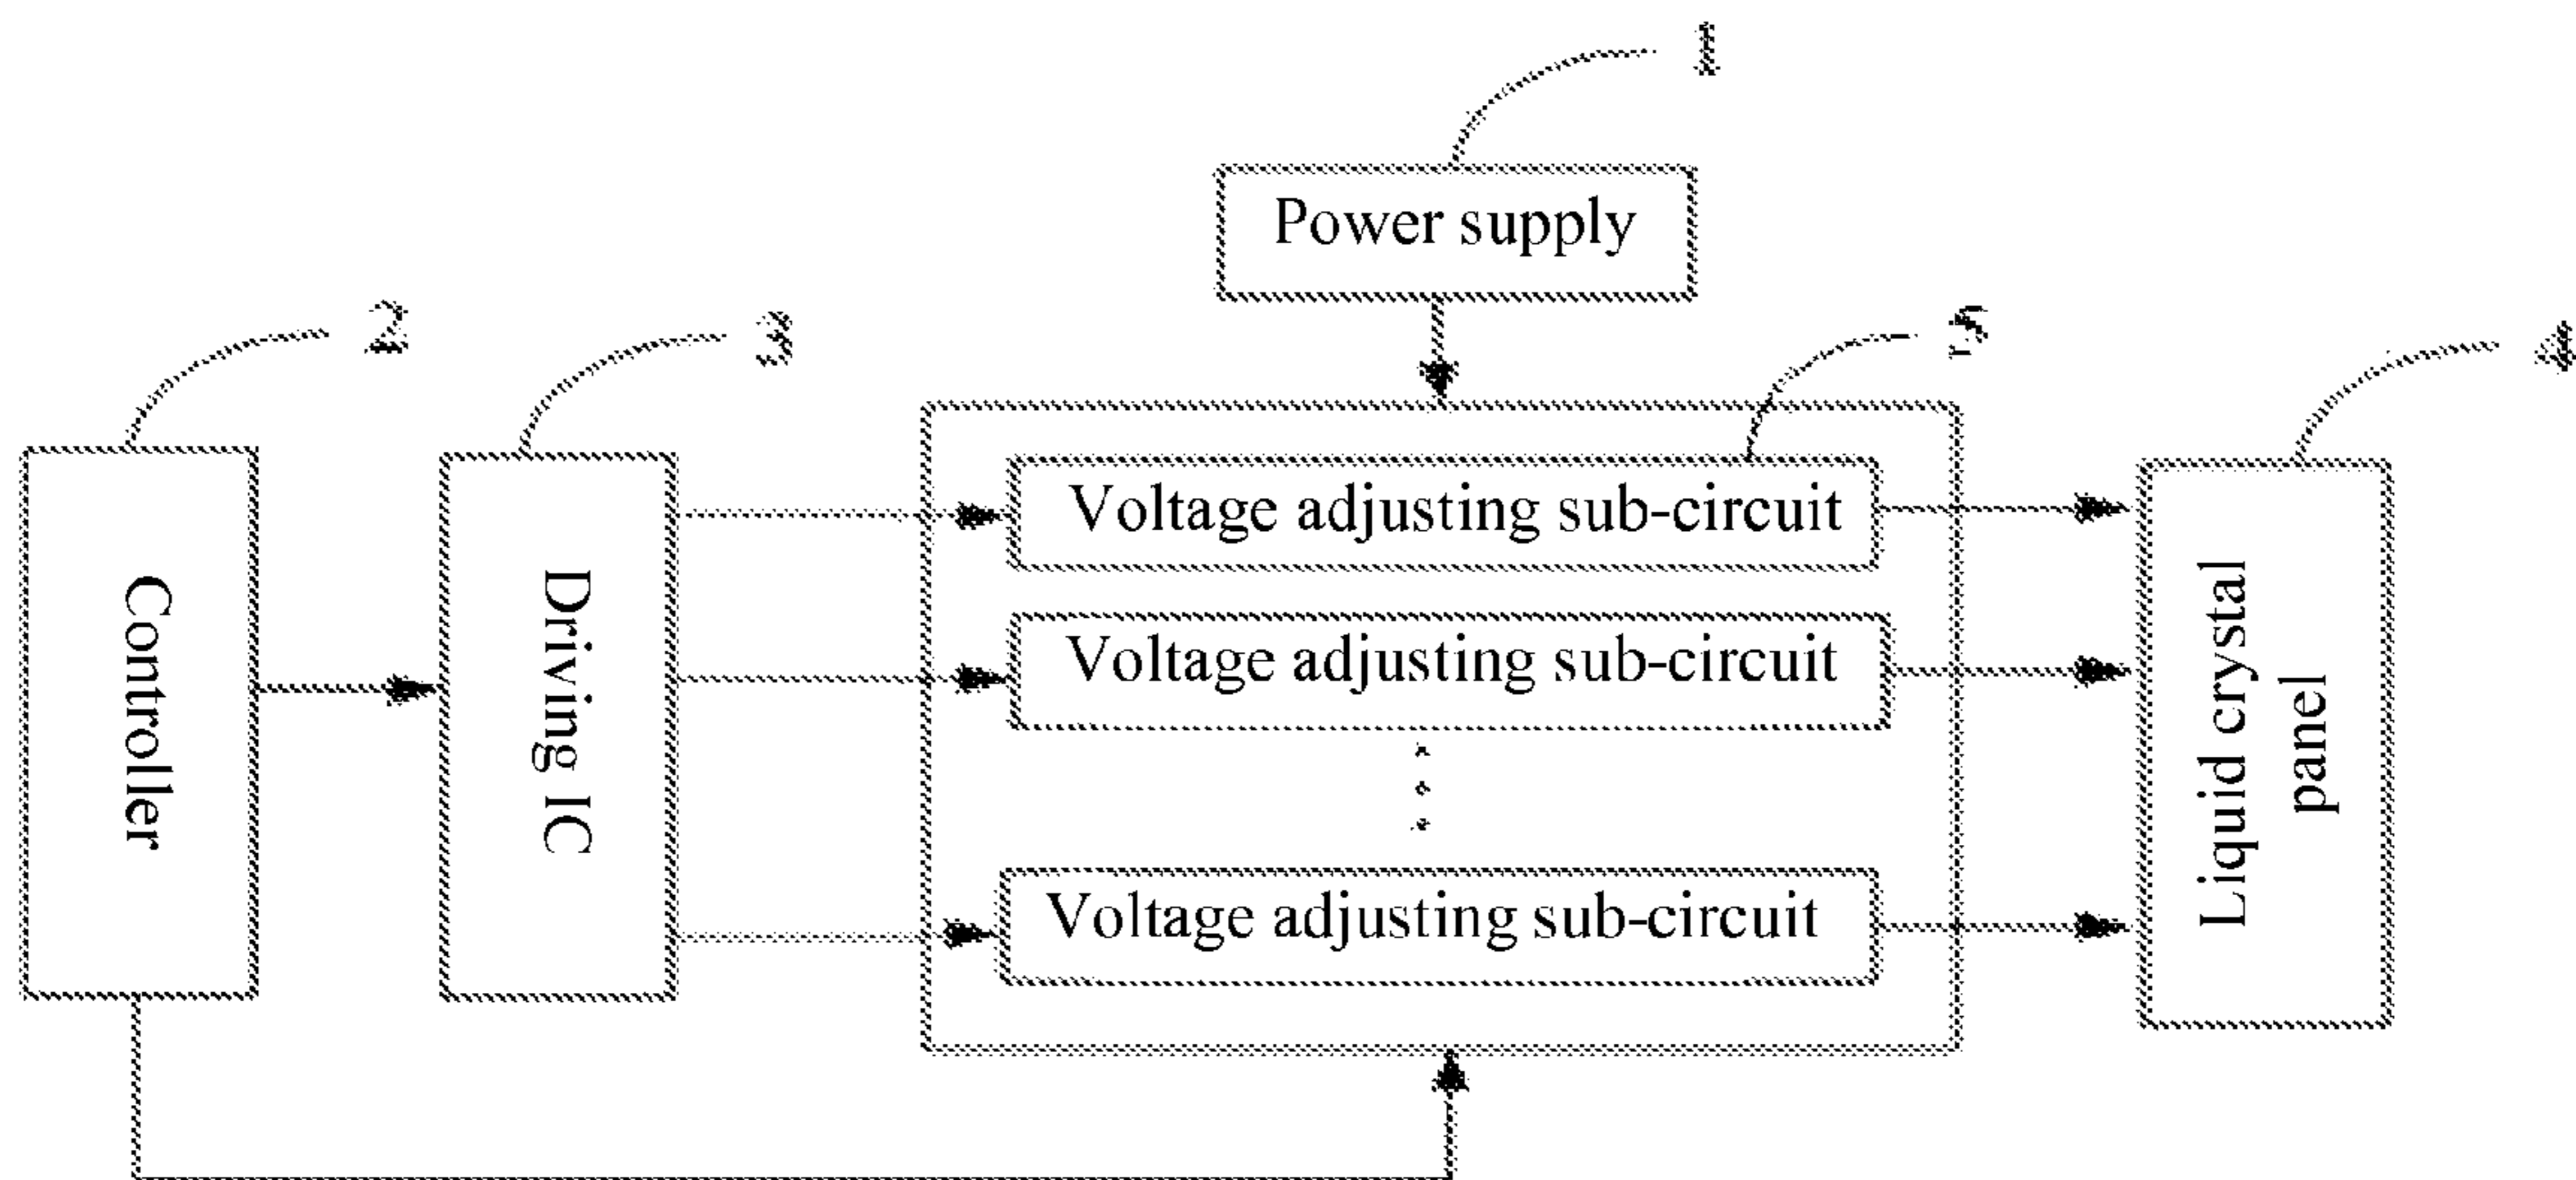 1
Power supply
2
3
5
4
Controller
Driving IC
Voltage adjusting sub-circuit
Voltage adjusting sub-circuit
Voltage adjusting sub-circuit
Liquid crystal
panel